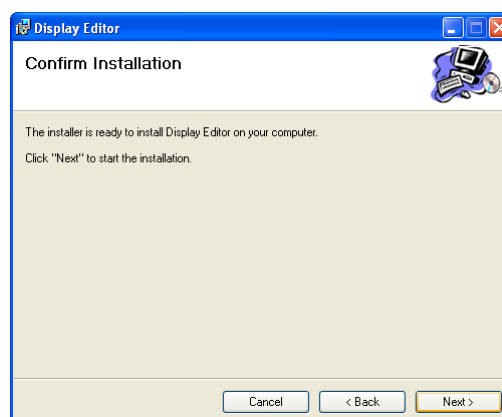 Display Editor
Confirm Installation
The installer is ready to install Display Editor on your computer.
Click "Next" to start the installation.
Cancel
< Back
Next >